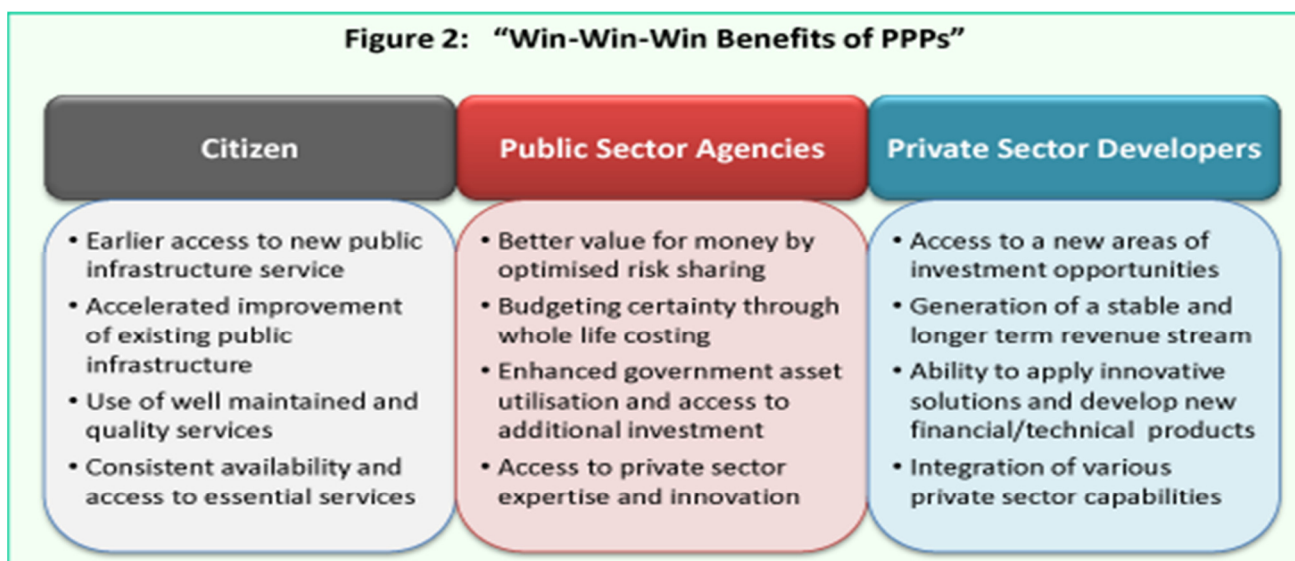 Figure 2: “Win-Win-Win Benefits of PPPs”
Citizen
• Earlier access to new public
infrastructure service
• Accelerated improvement
of existing public
infrastructure
• Use of well maintained and
quality services
• Consistent availability and
access to essential services
Public Sector Agencies
• Better value for money by
optimised risk sharing
• Budgeting certainty through
whole life costing
• Enhanced government asset
utilisation and access to
additional investment
• Access to private sector
expertise and innovation
Private Sector Developers
• Access to a new areas of
investment opportunities
• Generation of a stable and
longer term revenue stream
• Ability to apply innovative
solutions and develop new
financial/technical products
• Integration of various
private sector capabilities